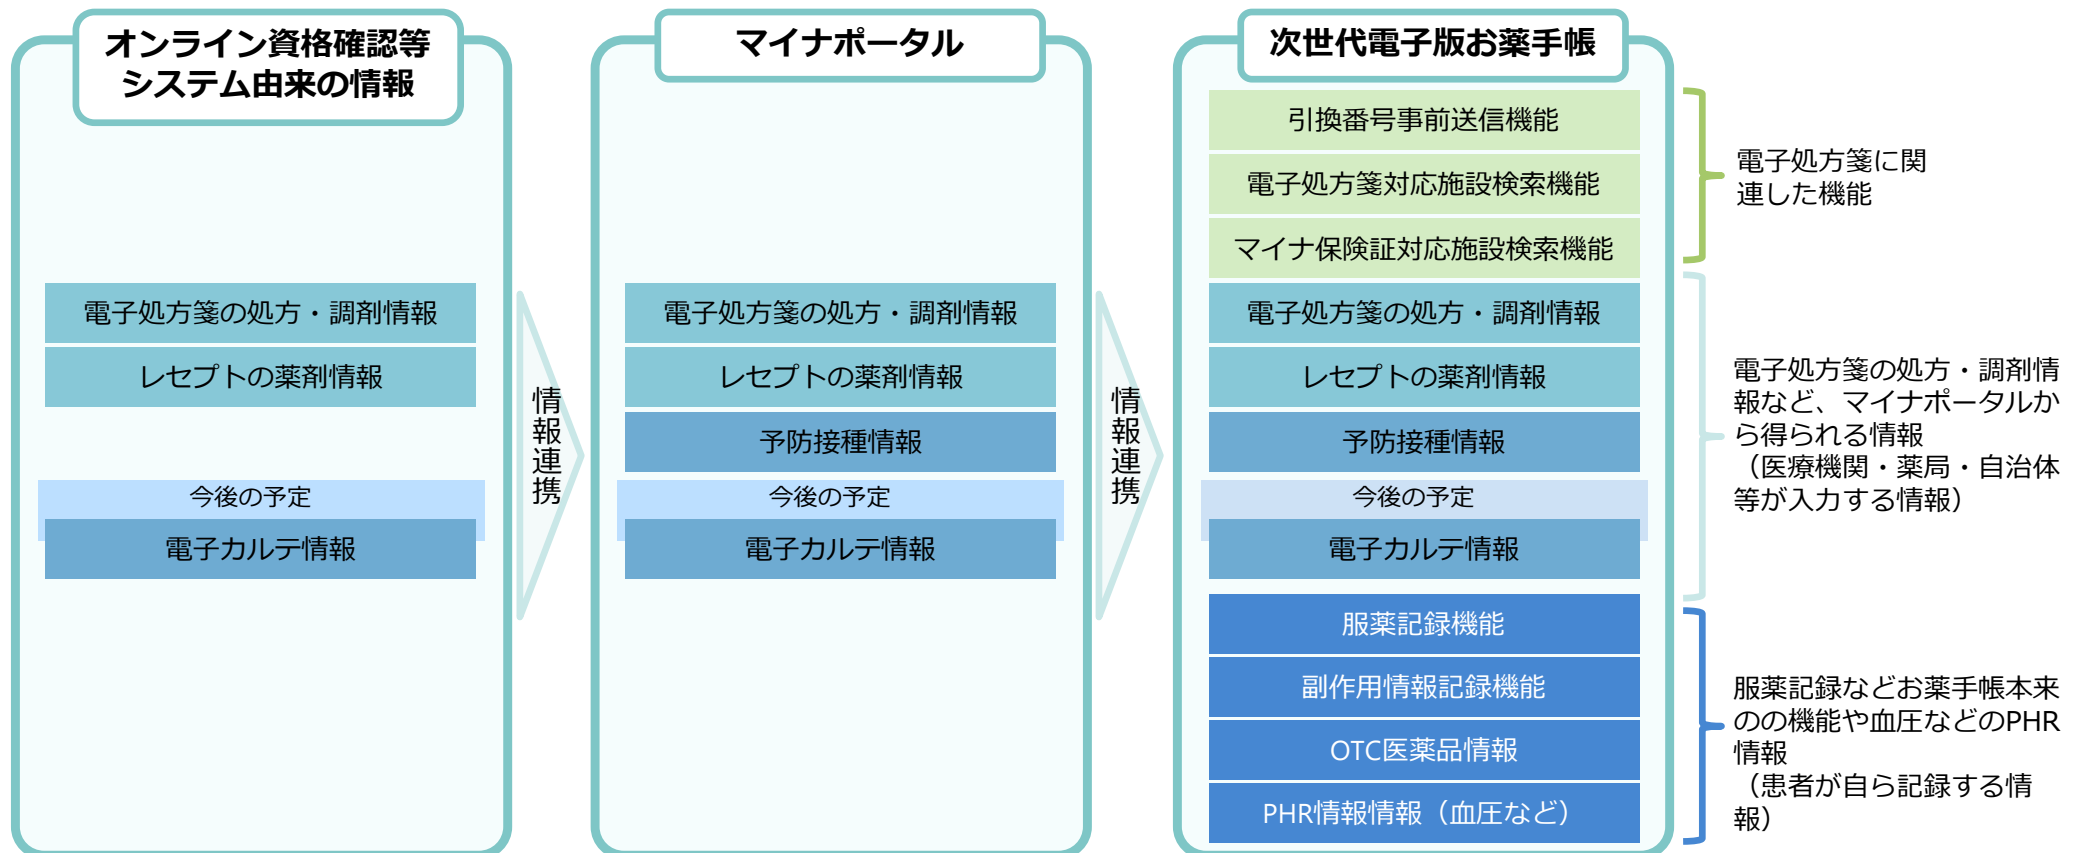 オンライン資格確認等
システム由来の情報
電子処方箋の処方・調剤情報
レセプトの薬剤情報
今後の予定
電子カルテ情報
情報連携
マイナポータル
電子処方箋の処方・調剤情報
レセプトの薬剤情報
予防接種情報
今後の予定
電子カルテ情報
情報連携
次世代電子版お薬手帳
引換番号事前送信機能
電子処方箋対応施設検索機能
マイナ保険証対応施設検索機能
電子処方箋の処方・調剤情報
レセプトの薬剤情報
予防接種情報
今後の予定
電子カルテ情報
服薬記録機能
副作用情報記録機能
OTC医薬品情報
PHR情報情報（血圧など）
電子処方箋に関
連した機能
電子処方箋の処方・調剤情
報など、マイナポータルか
ら得られる情報
（医療機関・薬局・自治体
等が入力する情報）
服薬記録などお薬手帳本来
のの機能や血圧などのPHR
情報
（患者が自ら記録する情
報）